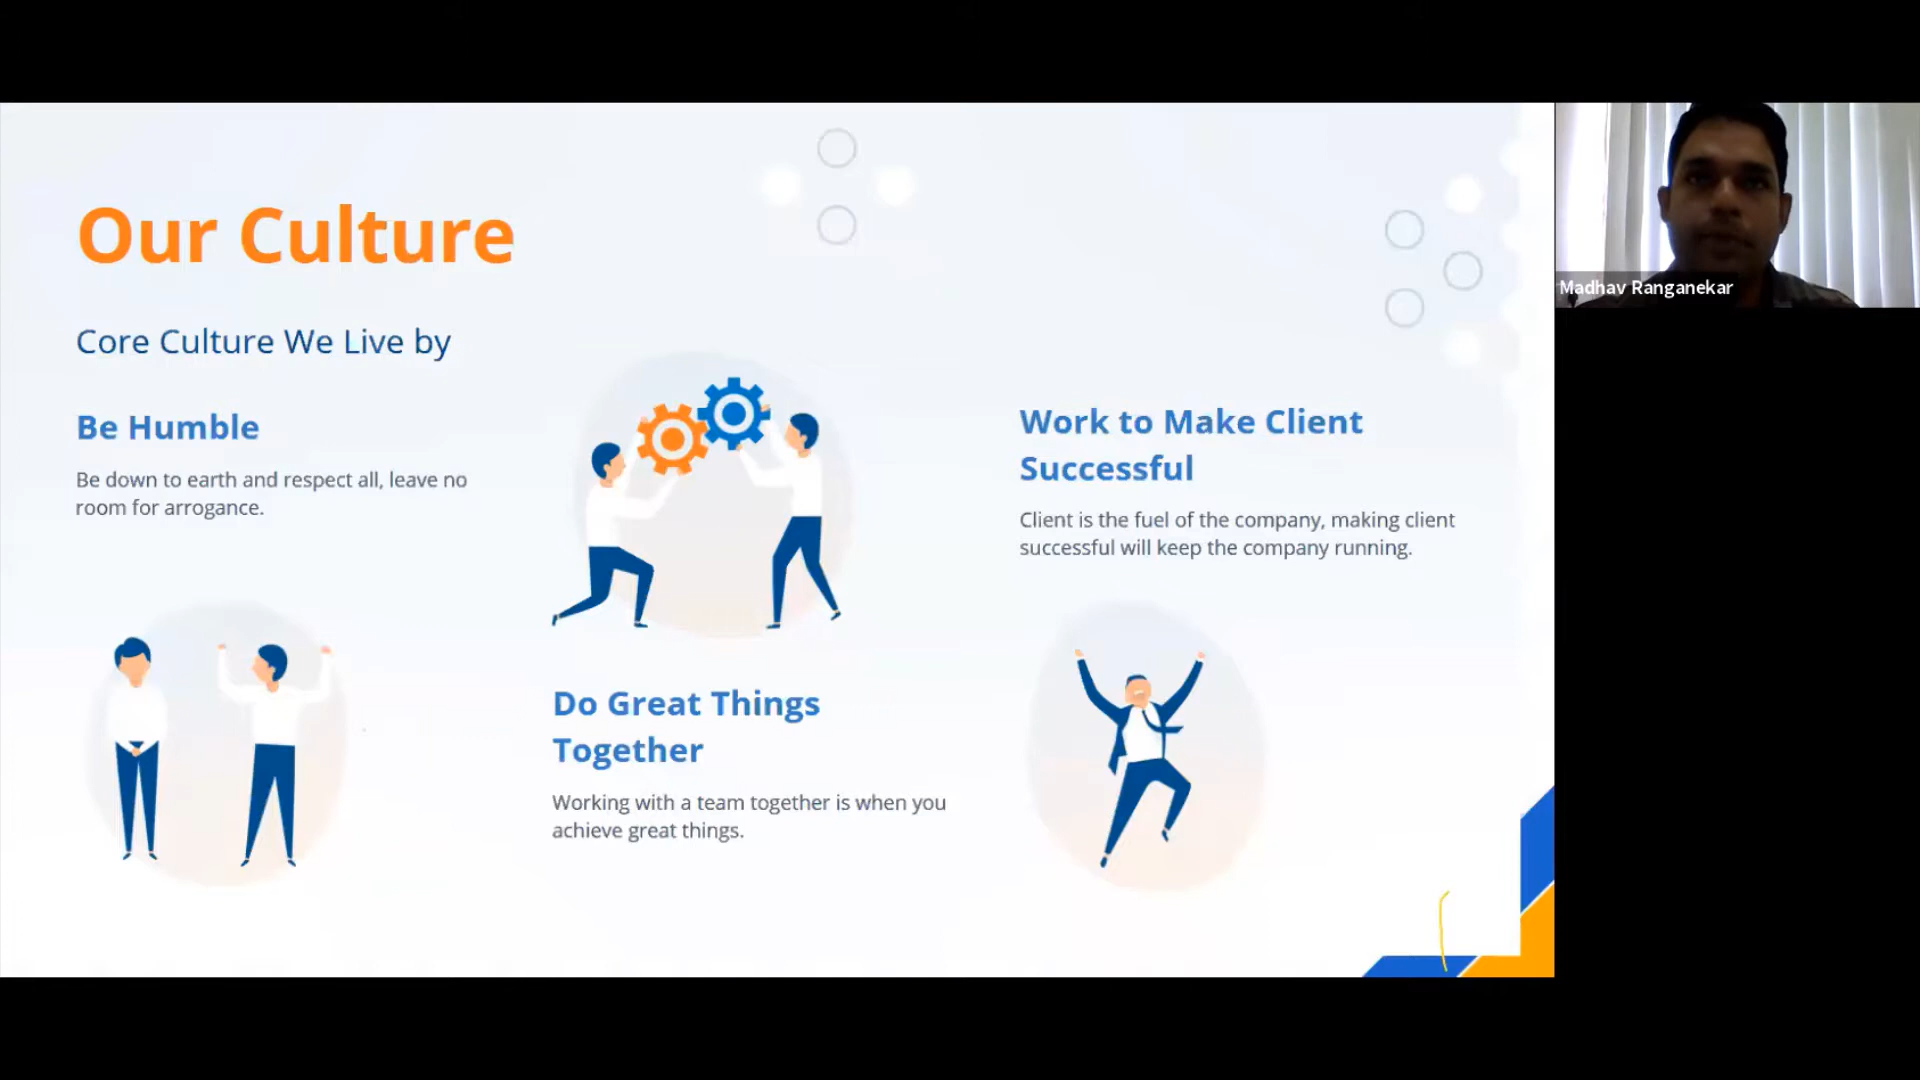 Our Culture
Core Culture We Live by
Be Humble
Be down to earth and respect all, leave no
room for arrogance.
Do Great Things
Together
Working with a team together is when you
achieve great things.
Work to Make Client
Successful
Client is the fuel of the company, making client
successful will keep the company running.
Madhav Ranganekar